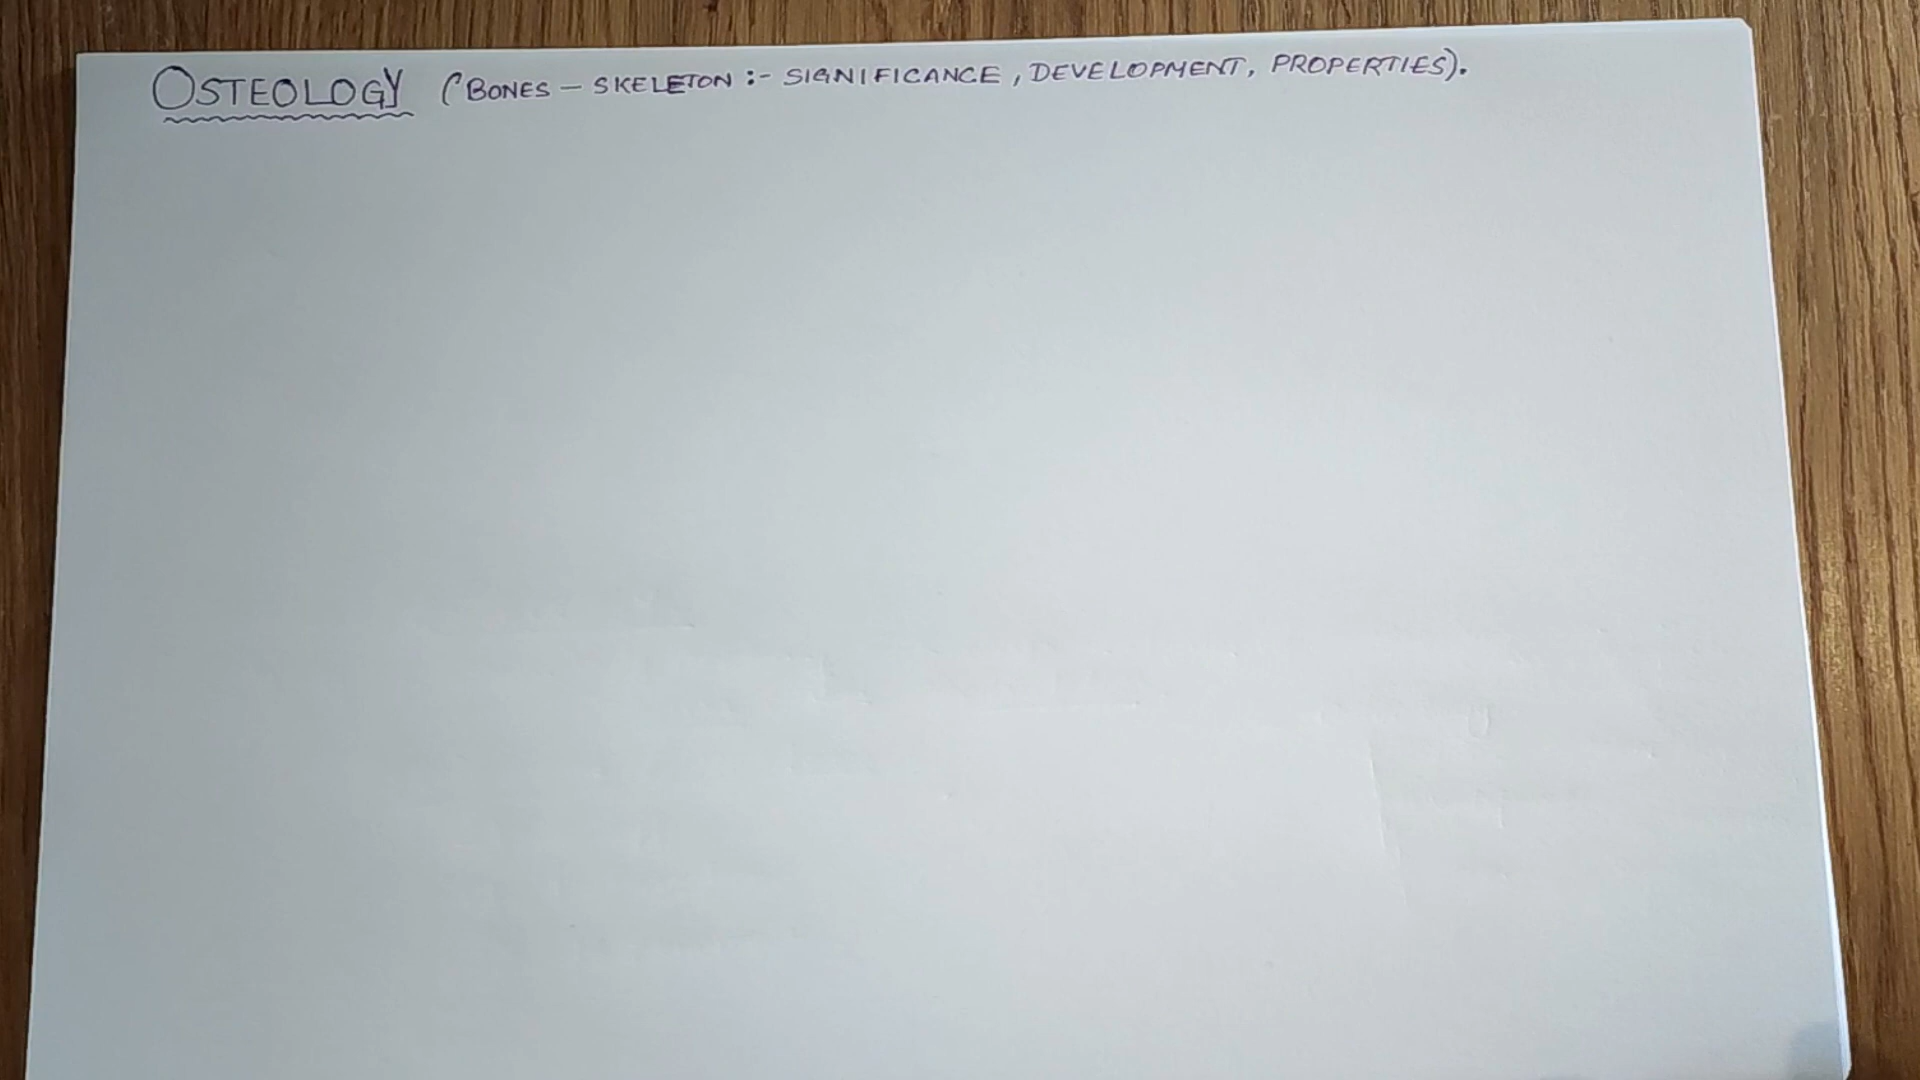 OSTEOLOGY (BONES – SKELETON :- SIGNIFICANCE, DEVELOPMENT, PROPERTIES).